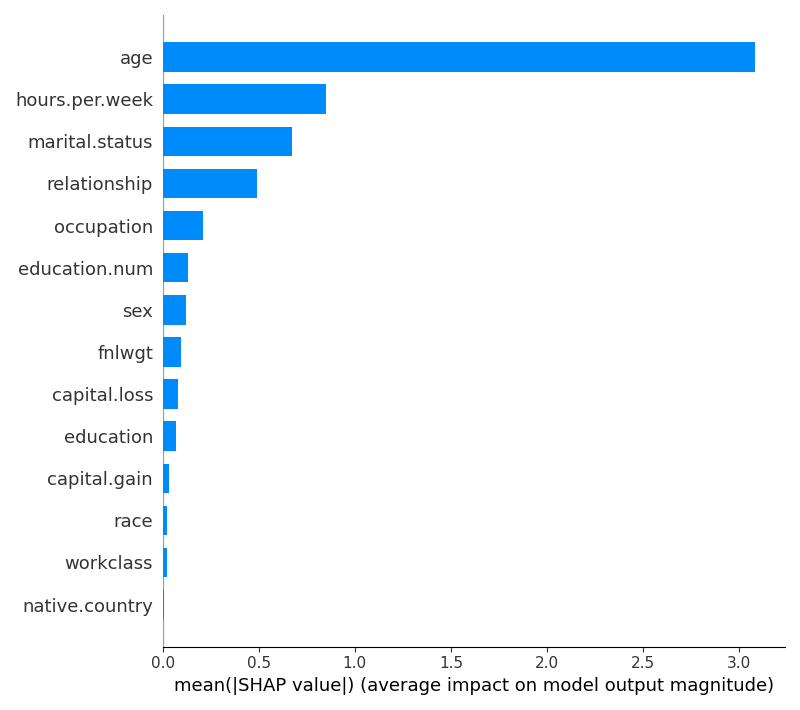 age
hours.per.week
marital.status
relationship
occupation
education.num
sex
fnlwgt
capital.loss
education
capital.gain
race
workclass
native.country
0.0 0.5 1.0 1.5 2.0 2.5 3.0
mean(|SHAP value|) (average impact on model output magnitude)